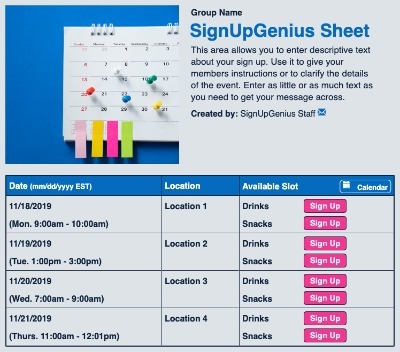 Group Name
SignUpGenius Sheet
This area allows you to enter descriptive text
about your sign up. Use it to give your
members instructions or to clarify the details
of the event. Enter as little or as much text as
you need to get your message across.
Created by: SignUpGenius Staff
Date (mm/dd/yyyy EST) Location Available Slot Calendar
11/18/2019 Location 1 Drinks Sign Up
(Mon. 9:00am - 10:00am) Snacks Sign Up
11/19/2019 Location 2 Drinks Sign Up
(Tue. 1:00pm - 3:00pm) Snacks Sign Up
11/20/2019 Location 3 Drinks Sign Up
(Wed. 7:00am - 9:00am) Snacks Sign Up
11/21/2019 Location 4 Drinks Sign Up
(Thurs. 11:00am - 12:01pm) Snacks Sign Up